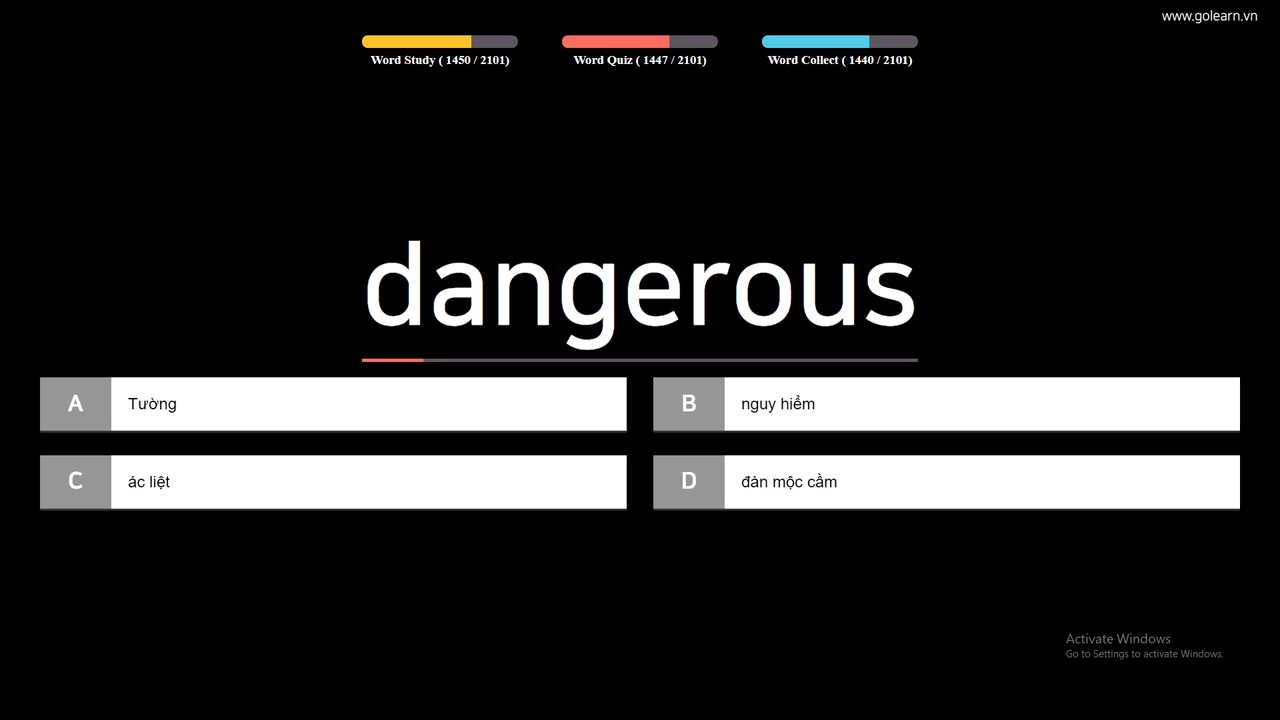 www.golearn.vn
Word Study ( 1450 / 2101)
Word Quiz ( 1447 / 2101)
Word Collect ( 1440 / 2101)
dangerous
A Tường
B nguy hiểm
C ác liệt
D đàn mộc cầm
Activate Windows
Go to Settings to activate Windows.